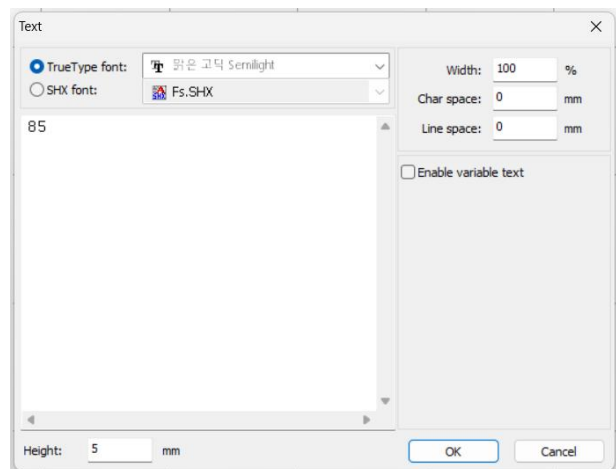 Text
TrueType font: 맑은 고딕 Semilight
SHX font: Fs.SHX
85
Width: 100 %
Char space: 0 mm
Line space: 0 mm
Enable variable text
Height: 5 mm
OK Cancel